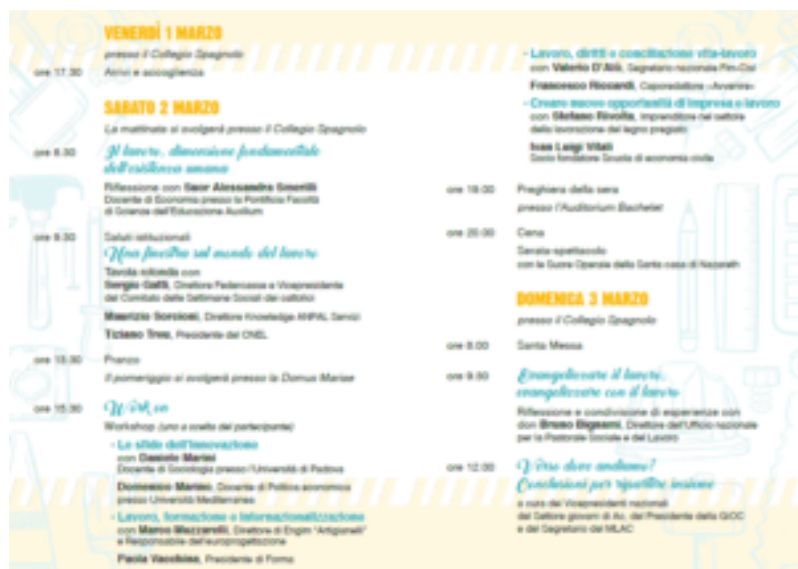 VENERDÌ 1 MARZO
presso il Collegio Spagnolo
ore 17.30 Arrivi e accoglienza
SABATO 2 MARZO
La mattinata si svolgerà presso il Collegio Spagnolo
Il lavoro, dimensione fondamentale
dell'esistenza umana
Riflessione con Suor Alessandra Smerilli
Docente di Economia presso la Pontificia Facoltà
di Scienze dell'Educazione Auxilium
ore 9.30 Saluti istituzionali
Una finestra sul mondo del lavoro
Tavola rotonda con
Sergio Gatti, Direttore Federcasse e Vicepresidente
del Comitato delle Settimane Sociali dei cattolici
Maurizio Sorcioni, Direttore Knowledge ANPAL Servizi
Tiziano Treu, Presidente del CNEL
Pranzo
Il pomeriggio si svolgerà presso la Domus Mariae
ore 15.30 Work on
Workshop (uno a scelta del partecipante)
- Le sfide dell'innovazione
con Daniele Marini
Docente di Sociologia presso l'Università di Padova
Domenico Marino, Docente di Politica economica
presso Università Mediterranea
- Lavoro, formazione e internazionalizzazione
con Marco Muzzarelli, Direttore di Engim "Artigianelli"
e Responsabile dell'europrogettazione
Paola Vacchina, Presidente di Forma
- Lavoro, diritti e conciliazione vita-lavoro
con Valerio D'Alò, Segretario nazionale Fim-Cisl
Francesco Riccardi, Caporedattore «Avvenire»
- Creare nuove opportunità di impresa e lavoro
con Stefano Rivolta, Imprenditore nel settore
della lavorazione del legno pregiato
Ivan Luigi Vitali
Socio fondatore Scuola di economia civile
ore 19.00 Preghiera della sera
presso l'Auditorium Bachelet
ore 20.00 Cena
Serata-spettacolo
con le Suore Operaie della Santa casa di Nazareth
DOMENICA 3 MARZO
presso il Collegio Spagnolo
ore 8.00 Santa Messa
ore 9.30 Evangelizzare il lavoro,
evangelizzare con il lavoro
Riflessione e condivisione di esperienze con
don Bruno Bignami, Direttore dell'Ufficio nazionale
per la Pastorale Sociale e del Lavoro
ore 12.00 Verso dove andiamo?
Conclusioni per ripartire insieme
a cura dei Vicepresidenti nazionali
del Settore giovani di Ac, del Presidente della GiOC
e del Segretario del MLAC